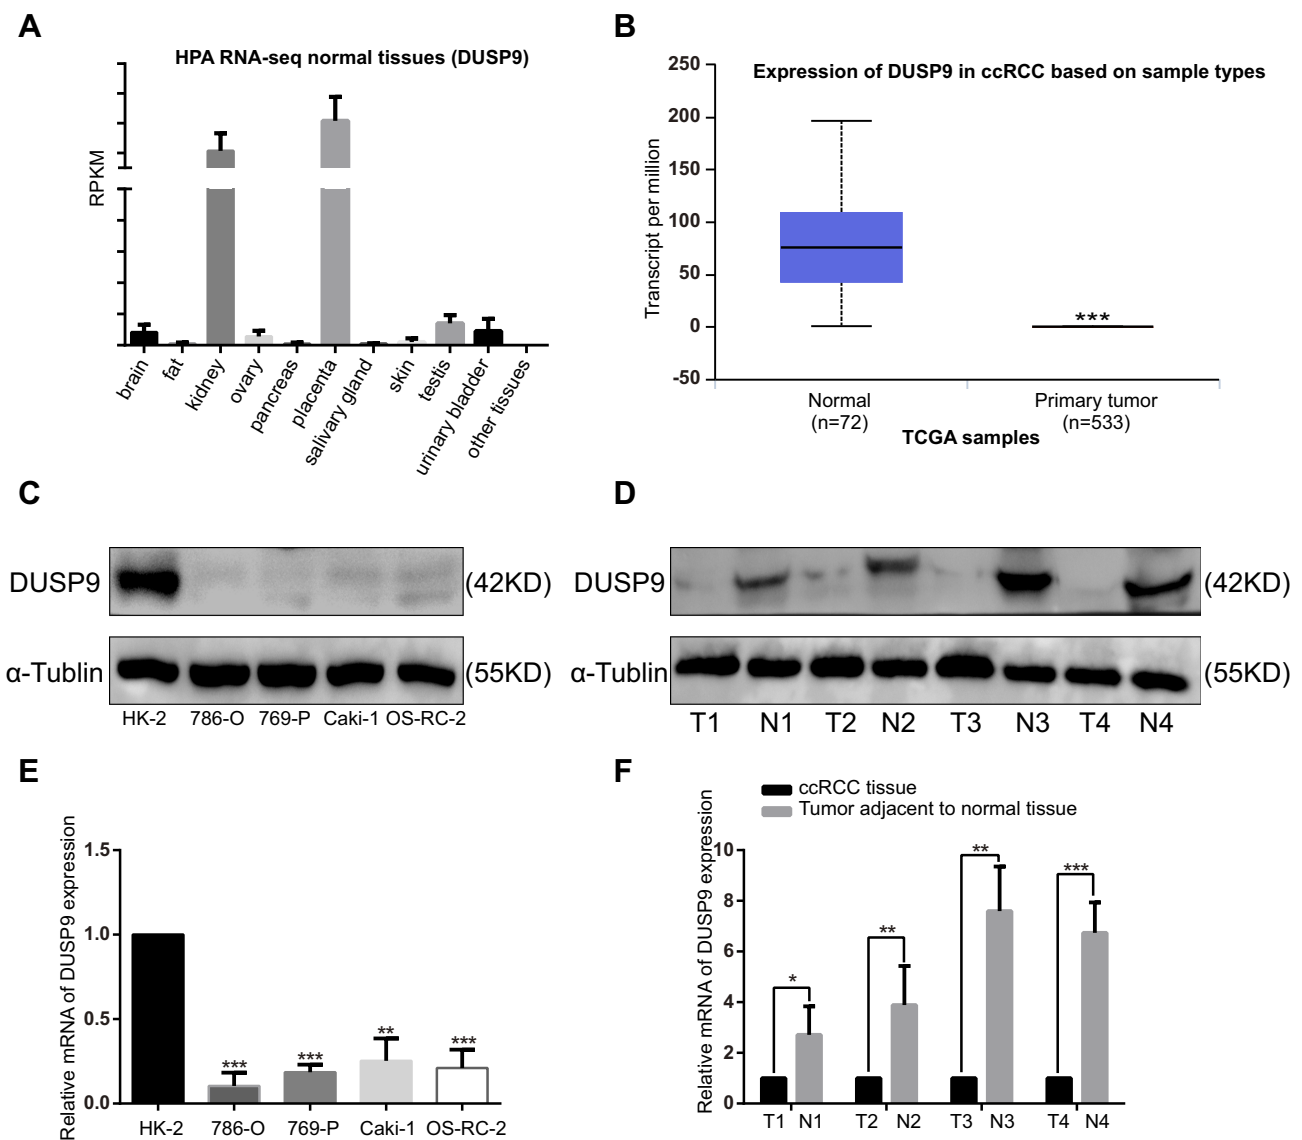 A
HPA RNA-seq normal tissues (DUSP9)
RPKM
brain
fat
kidney
ovary
pancreas
placenta
salivary gland
skin
testis
urinary bladder
other tissues
B
Expression of DUSP9 in ccRCC based on sample types
Transcript per million
250
200
150
100
50
0
-50
***
Normal
(n=72)
Primary tumor
(n=533)
TCGA samples
C
DUSP9
(42KD)
α-Tublin
(55KD)
HK-2 786-O 769-P Caki-1 OS-RC-2
D
DUSP9
(42KD)
α-Tublin
(55KD)
T1 N1 T2 N2 T3 N3 T4 N4
E
Relative mRNA of DUSP9 expression
1.5
1.0
0.5
0.0
*** *** ** ***
HK-2 786-O 769-P Caki-1 OS-RC-2
F
ccRCC tissue
Tumor adjacent to normal tissue
Relative mRNA of DUSP9 expression
10
8
6
4
2
0
* ** ** ***
T1 N1 T2 N2 T3 N3 T4 N4